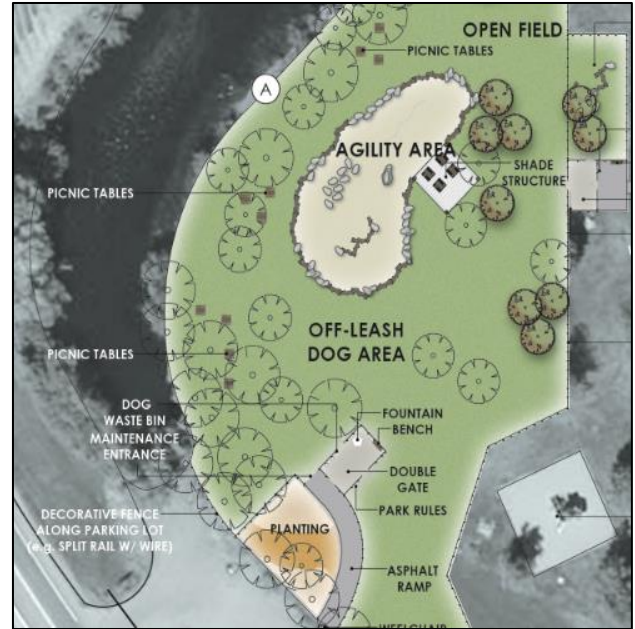 OPEN FIELD
PICNIC TABLES
A
AGILITY AREA
SHADE
STRUCTURE
PICNIC TABLES
OFF-LEASH
DOG AREA
PICNIC TABLES
DOG
WASTE BIN
MAINTENANCE
ENTRANCE
FOUNTAIN
BENCH
DOUBLE
GATE
PARK RULES
DECORATIVE FENCE
ALONG PARKING LOT
(e.g. SPLIT RAIL W/ WIRE)
PLANTING
ASPHALT
RAMP
WHEELCHAIR